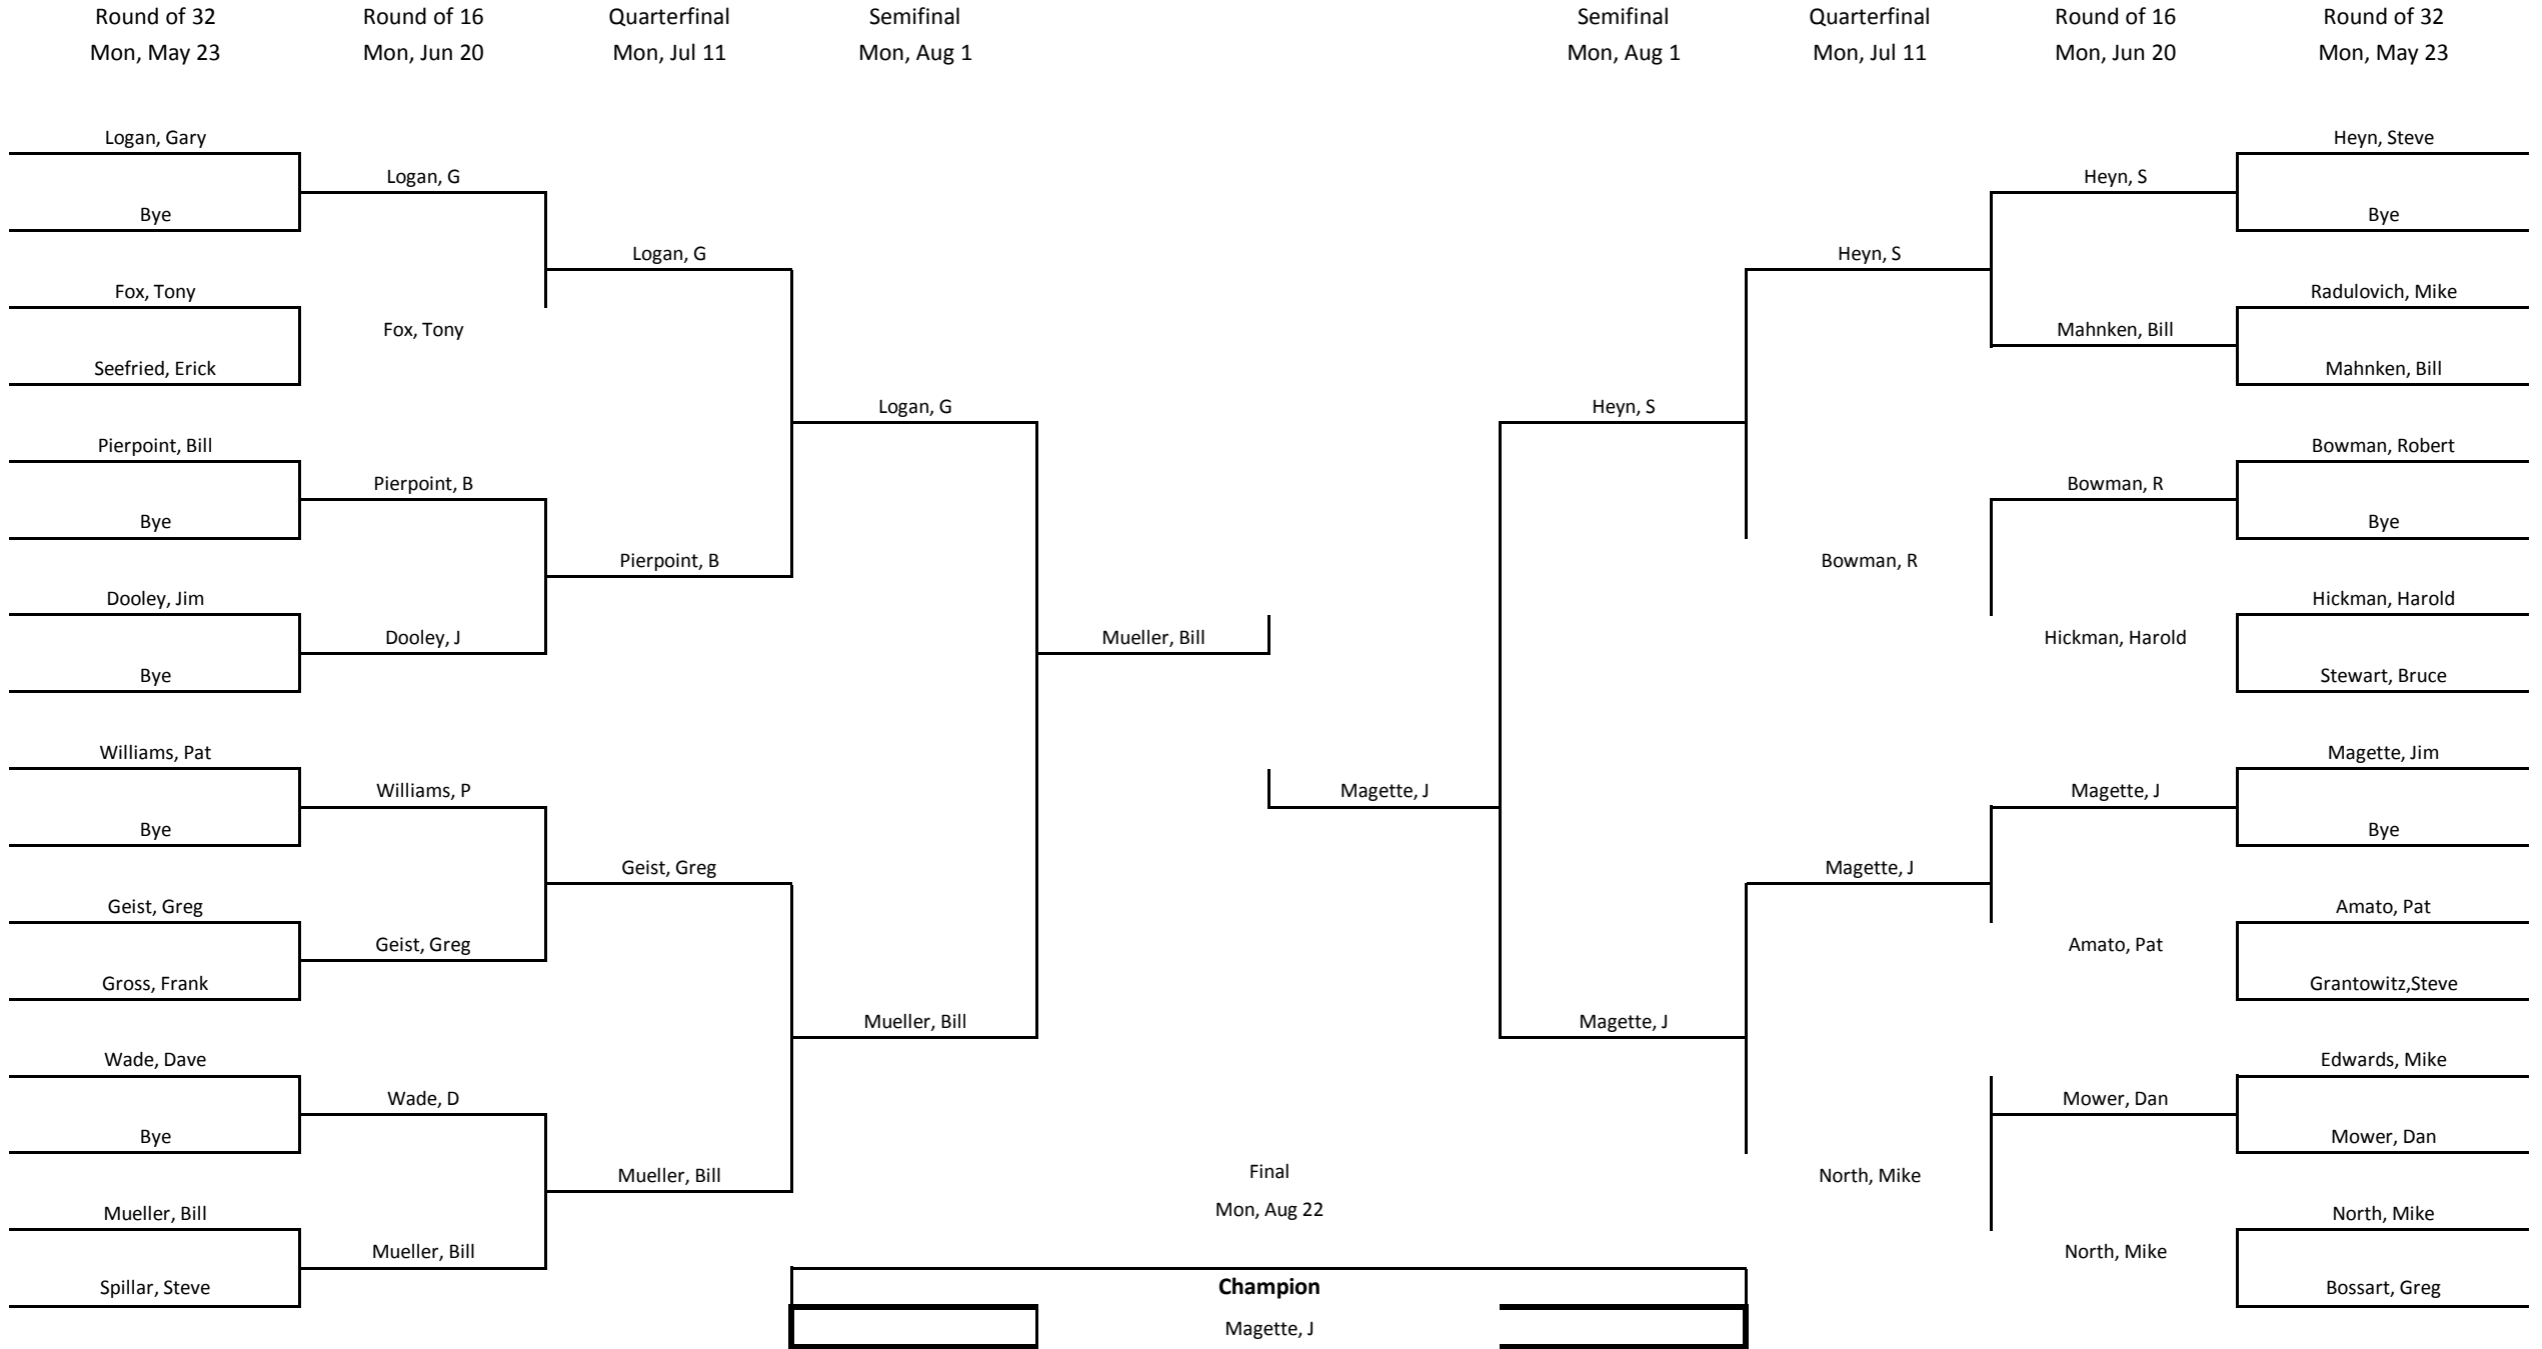 Round of 32 Round of 16 Quarterfinal Semifinal Semifinal Quarterfinal Round of 16 Round of 32
Mon, May 23 Mon, Jun 20 Mon, Jul 11 Mon, Aug 1 Mon, Aug 1 Mon, Jul 11 Mon, Jun 20 Mon, May 23
Logan, Gary Heyn, Steve
Logan, G Heyn, S
Bye Bye
Logan, G Heyn, S
Fox, Tony Radulovich, Mike
Fox, Tony Mahnken, Bill
Seefried, Erick Mahnken, Bill
Logan, G Heyn, S
Pierpoint, Bill Bowman, Robert
Pierpoint, B Bowman, R
Bye Bye
Pierpoint, B Bowman, R
Dooley, Jim Hickman, Harold
Dooley, J Mueller, Bill Hickman, Harold
Bye Stewart, Bruce
Williams, Pat Magette, Jim
Williams, P Magette, J Magette, J
Bye Bye
Geist, Greg Magette, J
Geist, Greg Amato, Pat
Geist, Greg Amato, Pat
Gross, Frank Grantowitz,Steve
Mueller, Bill Magette, J
Wade, Dave Edwards, Mike
Wade, D Mower, Dan
Bye Mower, Dan
Mueller, Bill Final North, Mike
Mon, Aug 22
Mueller, Bill North, Mike
Mueller, Bill North, Mike
Spillar, Steve Champion Bossart, Greg
Magette, J